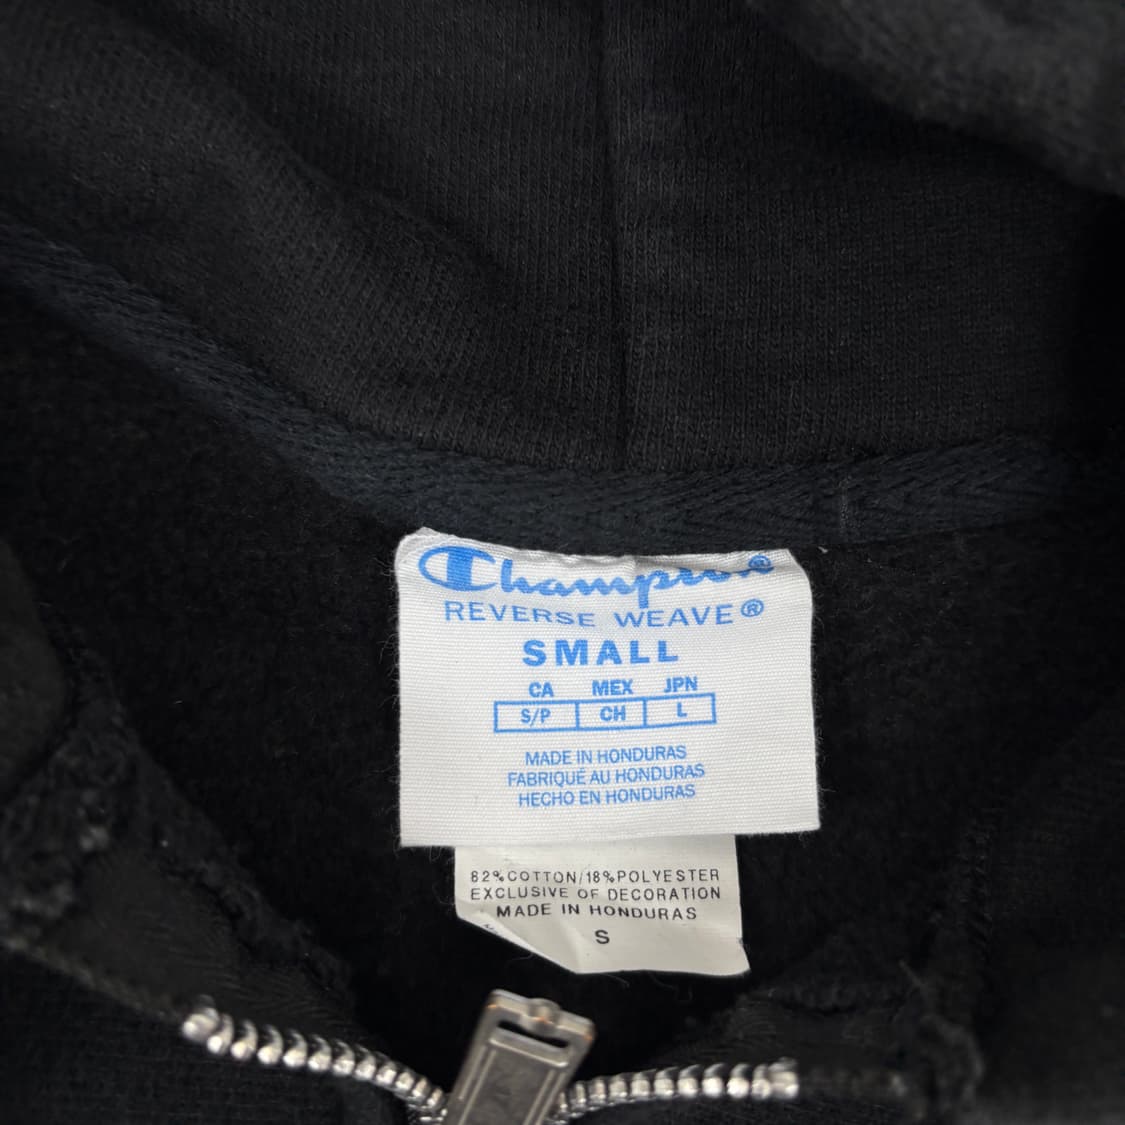 Champion®
REVERSE WEAVE®
SMALL
CA MEX JPN
S/P CH L
MADE IN HONDURAS
FABRIQUÉ AU HONDURAS
HECHO EN HONDURAS
82%COTTON/18%POLYESTER
EXCLUSIVE OF DECORATION
MADE IN HONDURAS
S